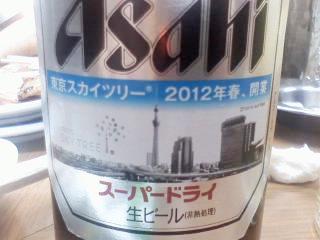 Asahi
東京スカイツリー® | 2012年春、開業
TREE
スーパードライ
生ビール(非熱処理)